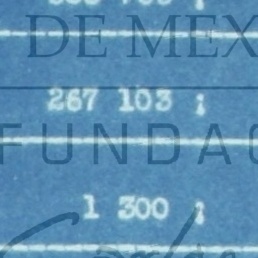 DE MEX
267 103 ;
FUNDAC
1 300 ;